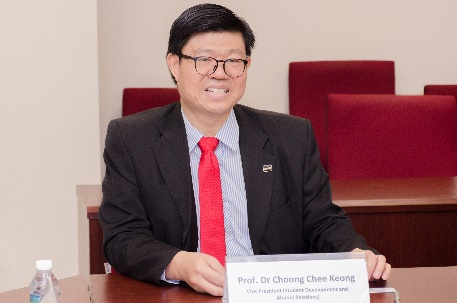 Prof. Dr Choong Chee Keong
Vice President (Student Development and
Alumni Relations)